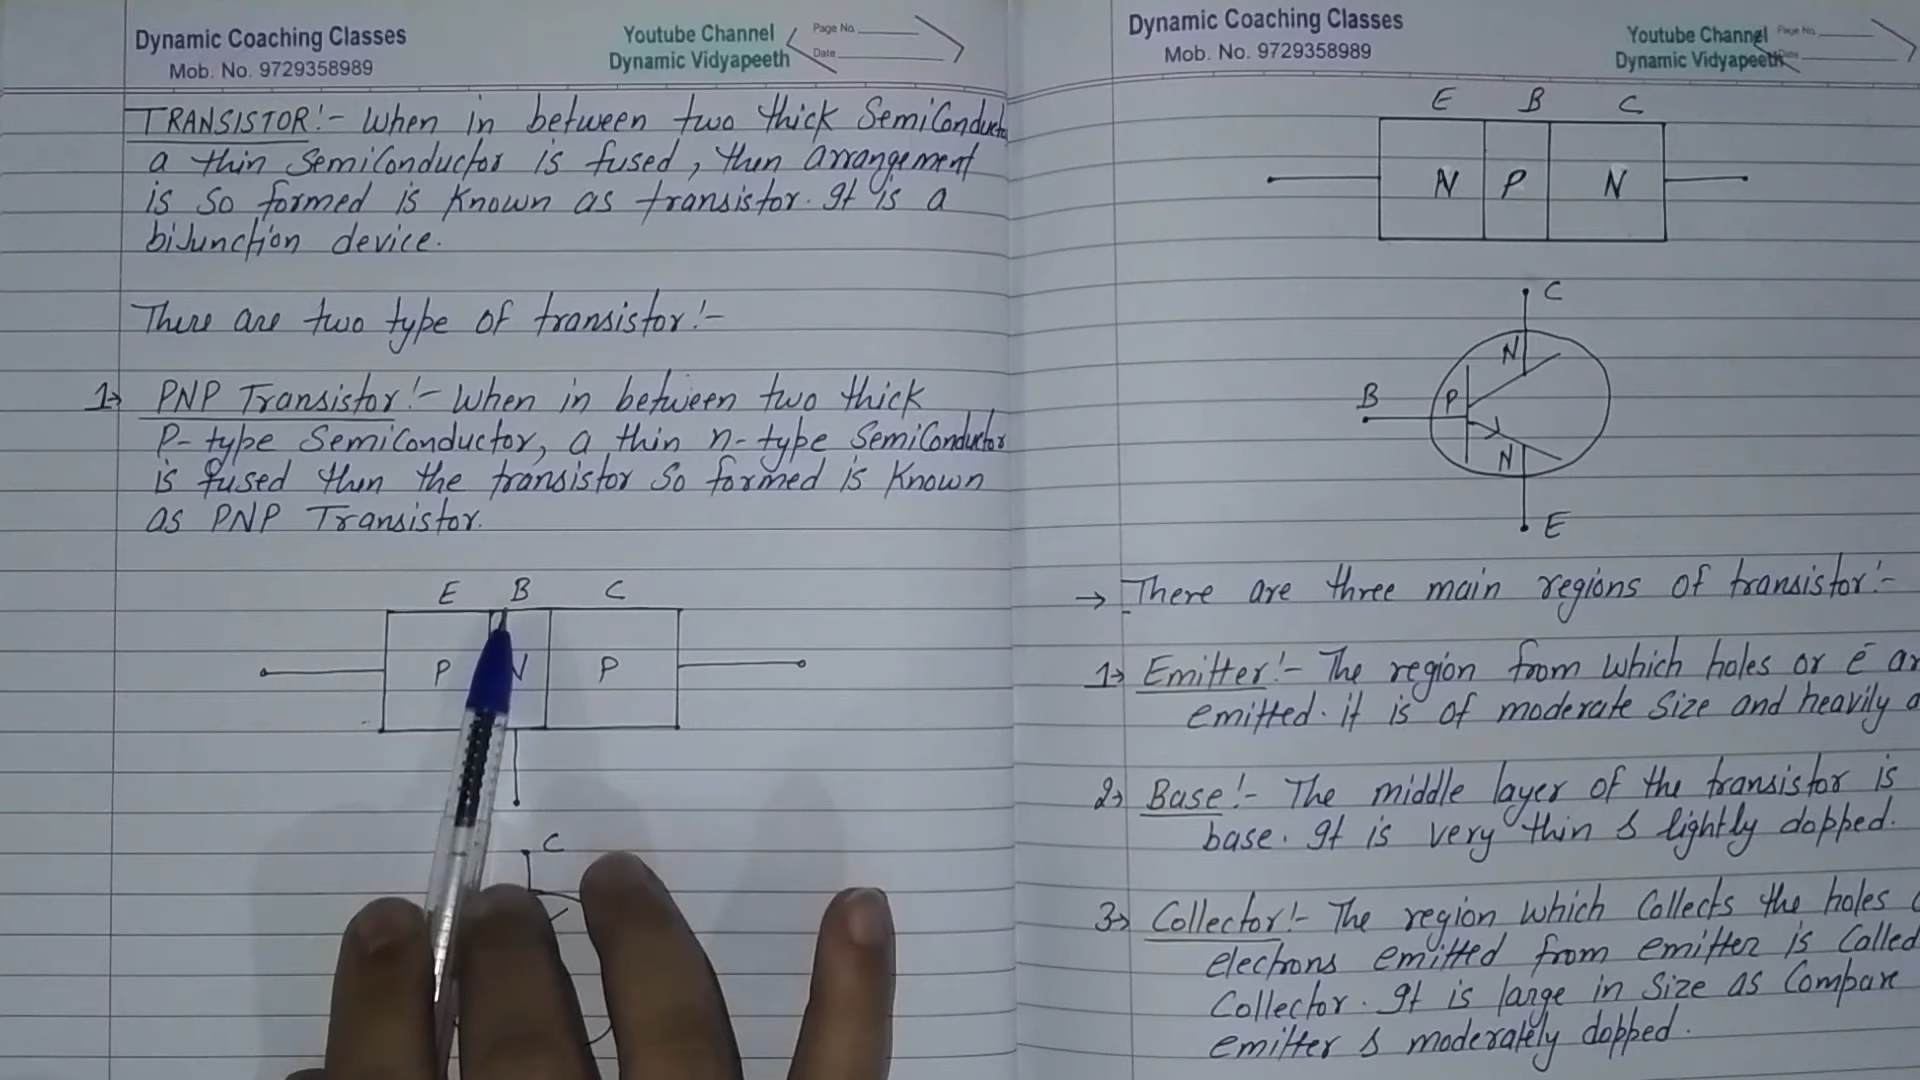 Dynamic Coaching Classes
Mob. No. 9729358989
Youtube Channel
Dynamic Vidyapeeth
Page No.
Date
TRANSISTOR!- When in between two thick SemiConducto
a thin SemiConductor is fused, then arrangement
is so formed is Known as transistor. It is a
biJunction device.
There are two type of transistor!-
1→ PNP Transistor!- When in between two thick
P-type SemiConductor, a thin n-type SemiConductor
is fused then the transistor so formed is Known
as PNP Transistor.
E B C
P N P
C
Dynamic Coaching Classes
Mob. No. 9729358989
Youtube Channel
Dynamic Vidyapeeth
Page No.
Date
E B C
N P N
C
N
B
P
N
E
→ There are three main regions of transistor:-
1→ Emitter!- The region from which holes or e̅ ar
emitted. it is of moderate size and heavily d
2→ Base!- The middle layer of the transistor is
base. It is very thin & lightly dopped.
3→ Collector!- The region which Collects the holes
electrons emitted from emitter is Called
Collector. It is large in Size as Compare
emitter & moderately dopped.